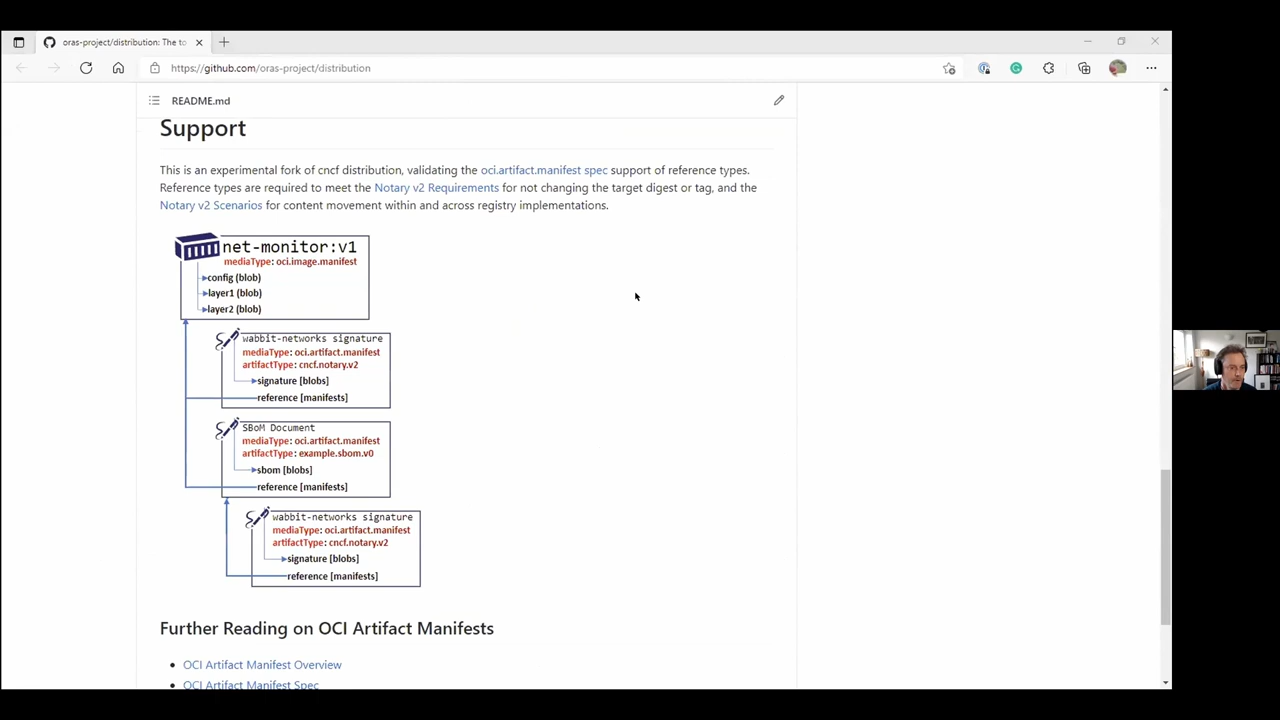 oras-project/distribution: The to
https://github.com/oras-project/distribution
README.md
Support
This is an experimental fork of cncf distribution, validating the oci.artifact.manifest spec support of reference types.
Reference types are required to meet the Notary v2 Requirements for not changing the target digest or tag, and the
Notary v2 Scenarios for content movement within and across registry implementations.
net-monitor:v1
mediaType: oci.image.manifest
config (blob)
layer1 (blob)
layer2 (blob)
wabbit-networks signature
mediaType: oci.artifact.manifest
artifactType: cncf.notary.v2
signature [blobs]
reference [manifests]
SBoM Document
mediaType: oci.artifact.manifest
artifactType: example.sbom.v0
sbom [blobs]
reference [manifests]
wabbit-networks signature
mediaType: oci.artifact.manifest
artifactType: cncf.notary.v2
signature [blobs]
reference [manifests]
Further Reading on OCI Artifact Manifests
OCI Artifact Manifest Overview
OCI Artifact Manifest Spec